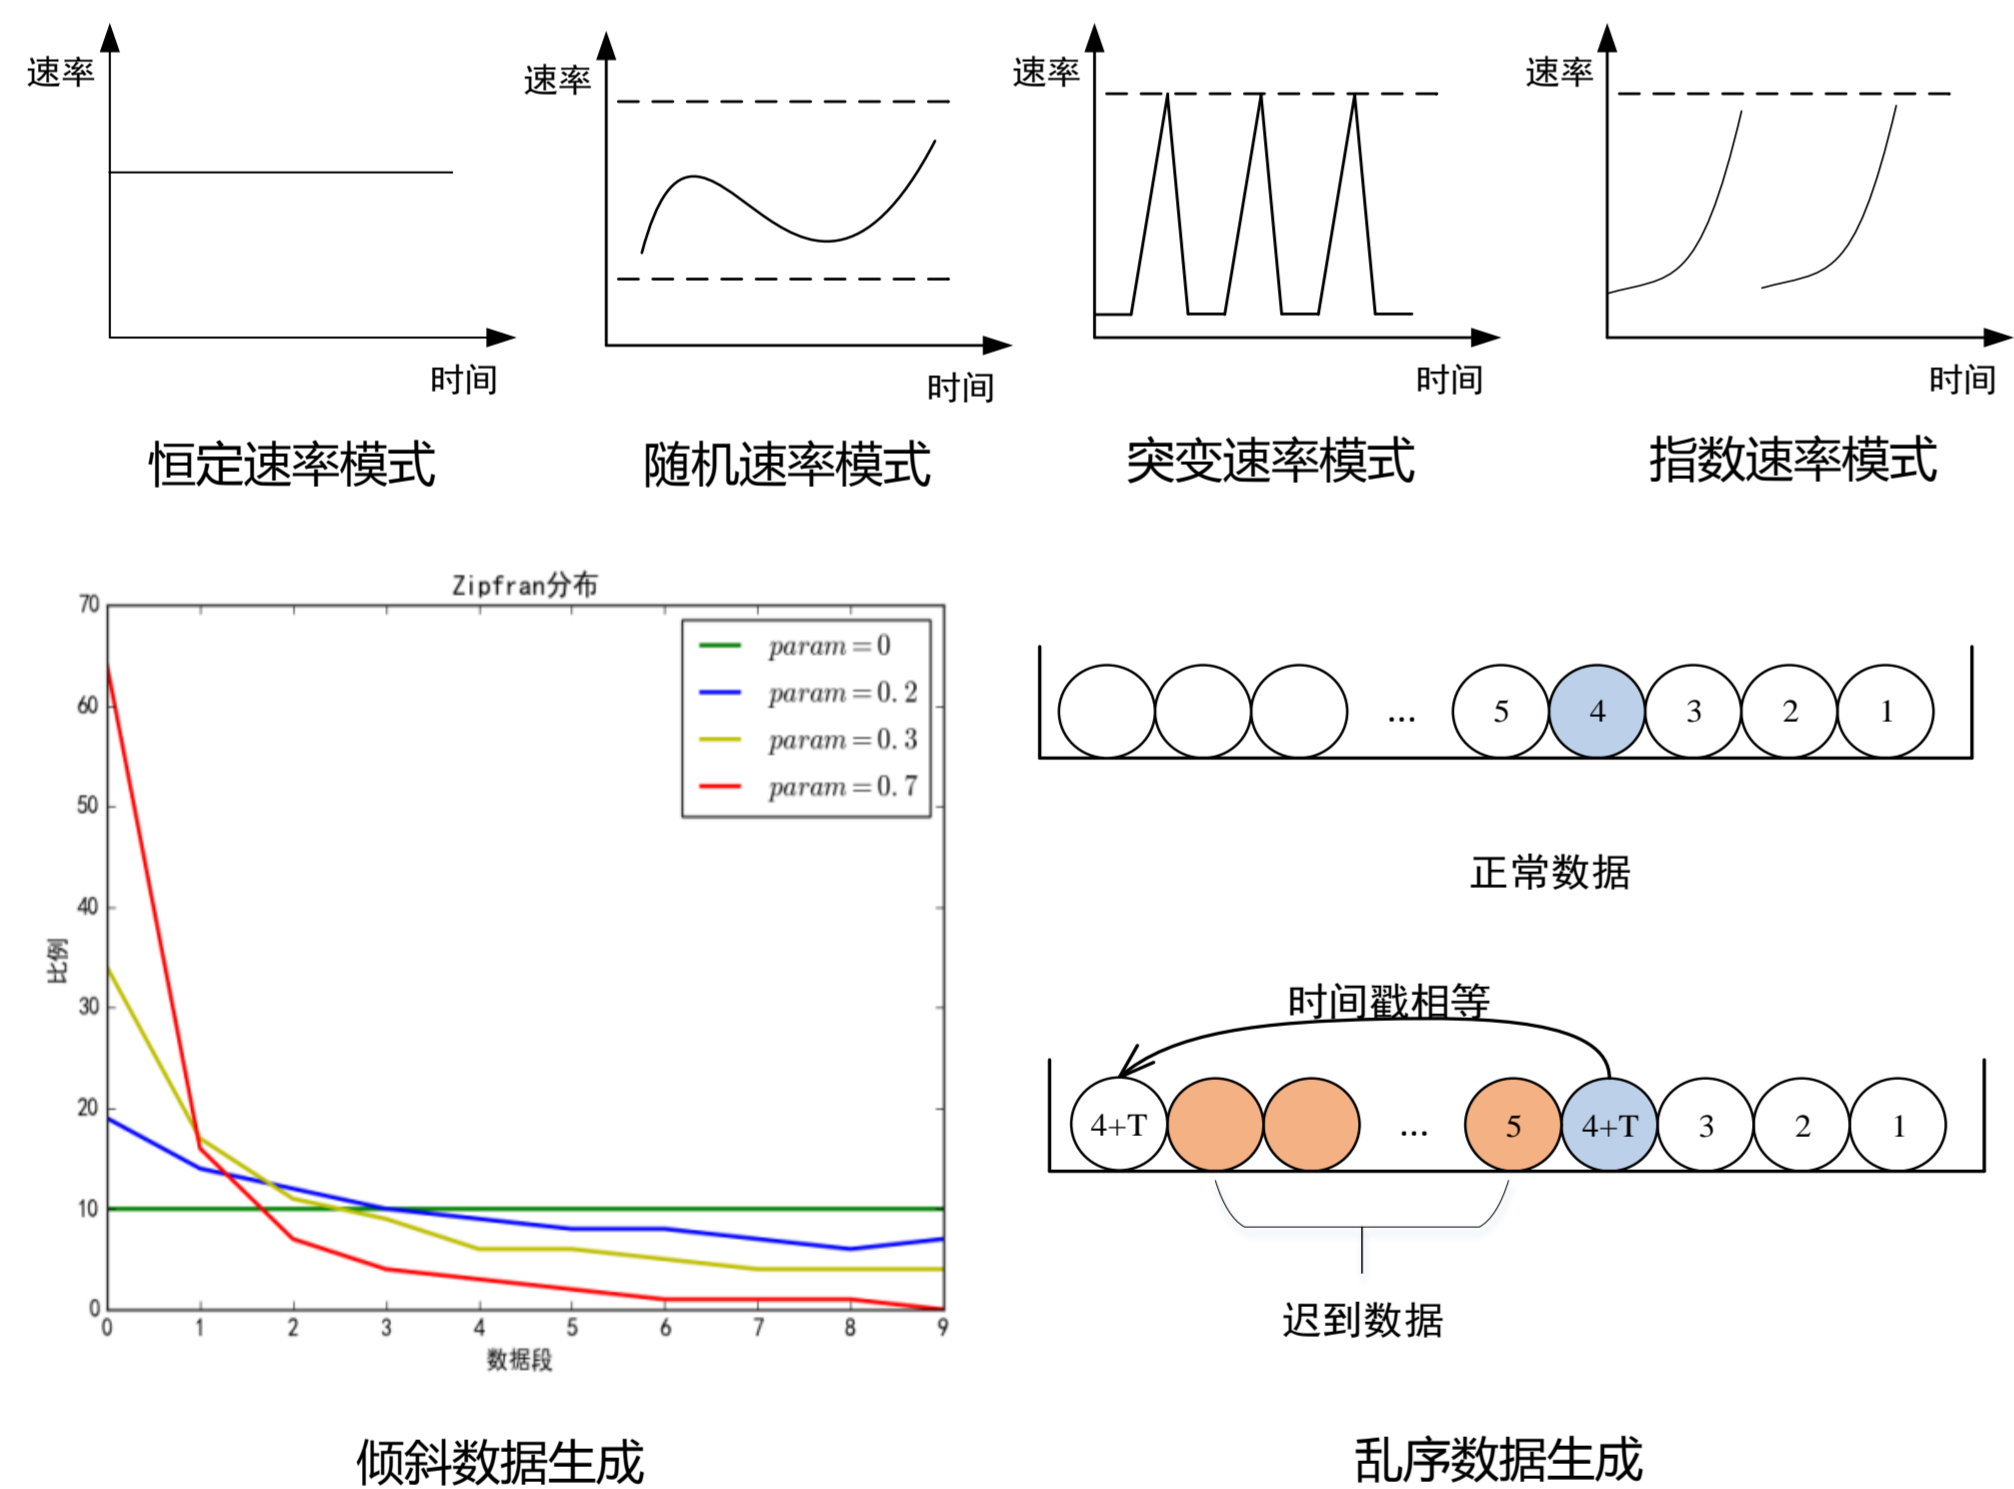 速率
时间
恒定速率模式
速率
时间
随机速率模式
速率
时间
突变速率模式
速率
时间
指数速率模式
Zipfran分布
70
60
50
40
30
20
10
0
比例
param=0
param=0.2
param=0.3
param=0.7
0 1 2 3 4 5 6 7 8 9
数据段
倾斜数据生成
... 5 4 3 2 1
正常数据
时间戳相等
4+T ... 5 4+T 3 2 1
迟到数据
乱序数据生成